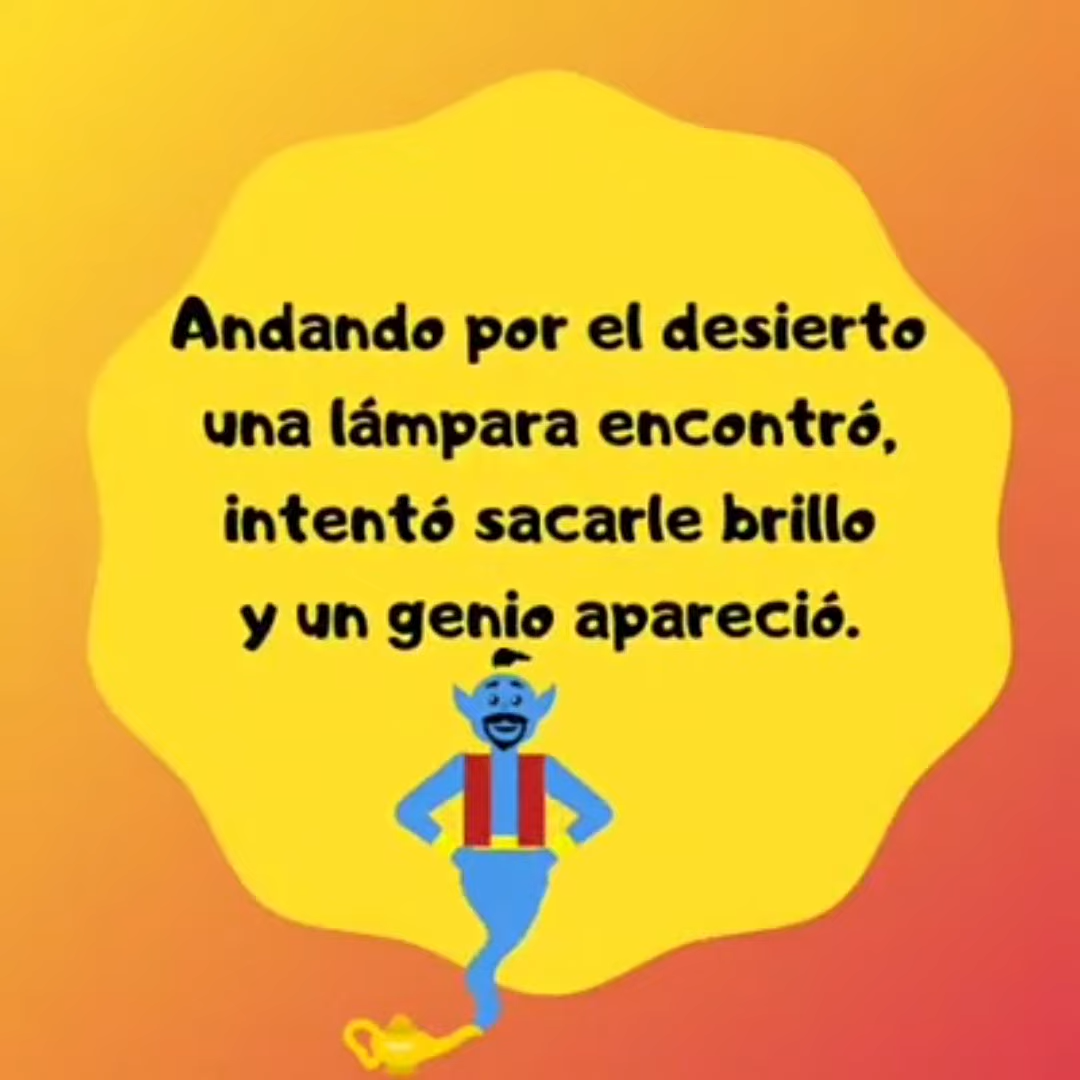 Andando por el desierto
una lámpara encontró,
intentó sacarle brillo
y un genio apareció.